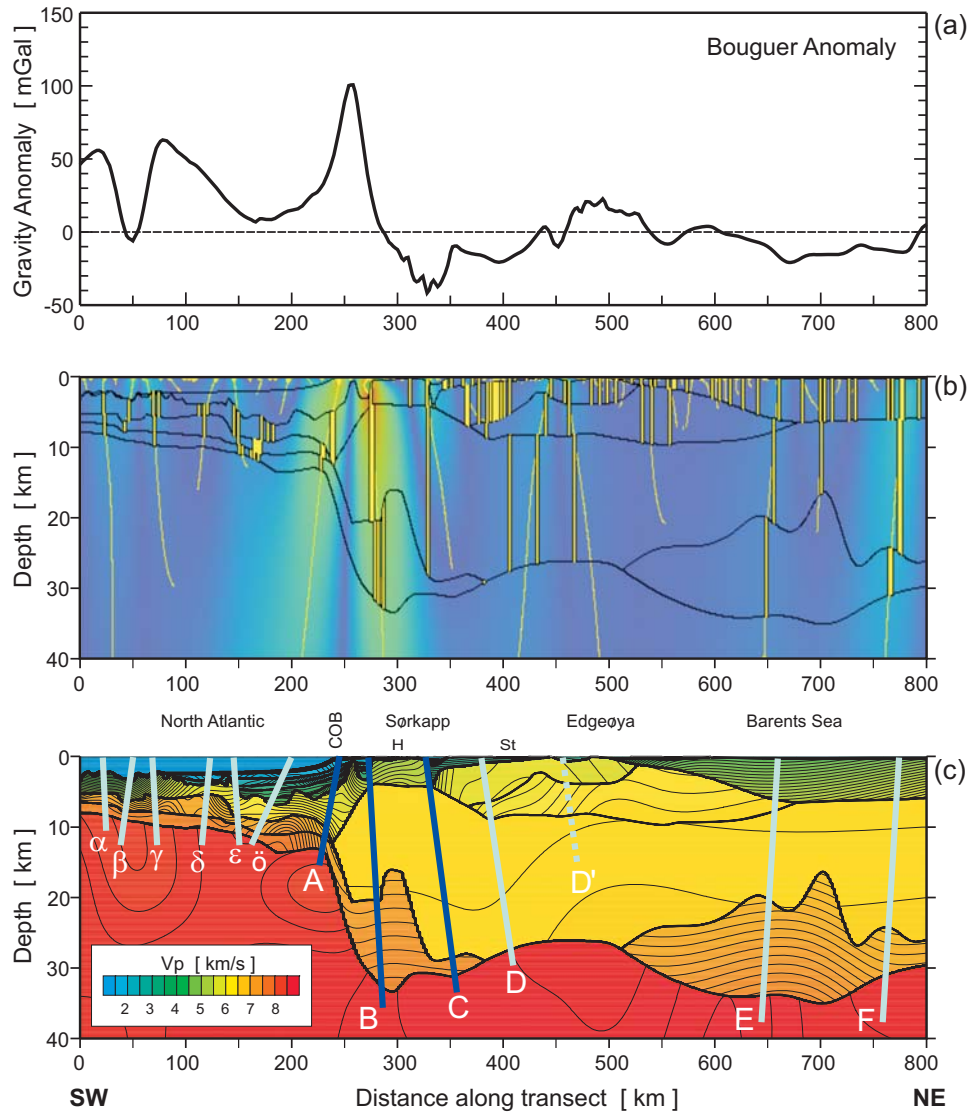 (a)
Bouguer Anomaly
Gravity Anomaly [ mGal ]
150
100
50
0
-50
0 100 200 300 400 500 600 700 800
(b)
Depth [ km ]
0
10
20
30
40
0 100 200 300 400 500 600 700 800
North Atlantic COB Sørkapp Edgeøya Barents Sea
H St
(c)
Depth [ km ]
0
10
20
30
40
α β γ δ ε ö A B C D D' E F
Vp [ km/s ]
2 3 4 5 6 7 8
0 100 200 300 400 500 600 700 800
SW Distance along transect [ km ] NE